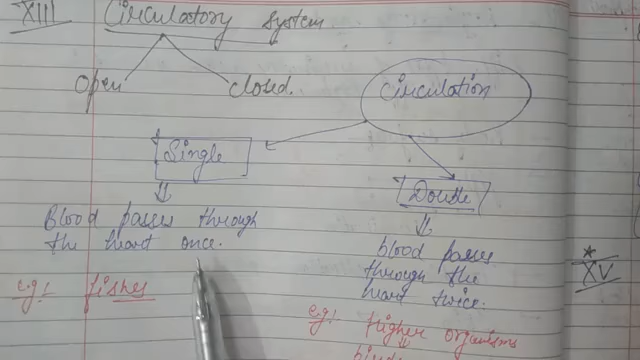 XIII Circulatory System
Open
Closed.
Circulation
Single
Double
Blood passes through
the heart once.
blood passes
through the
heart twice.
e.g: fishes
e.g: Higher organisms
XV